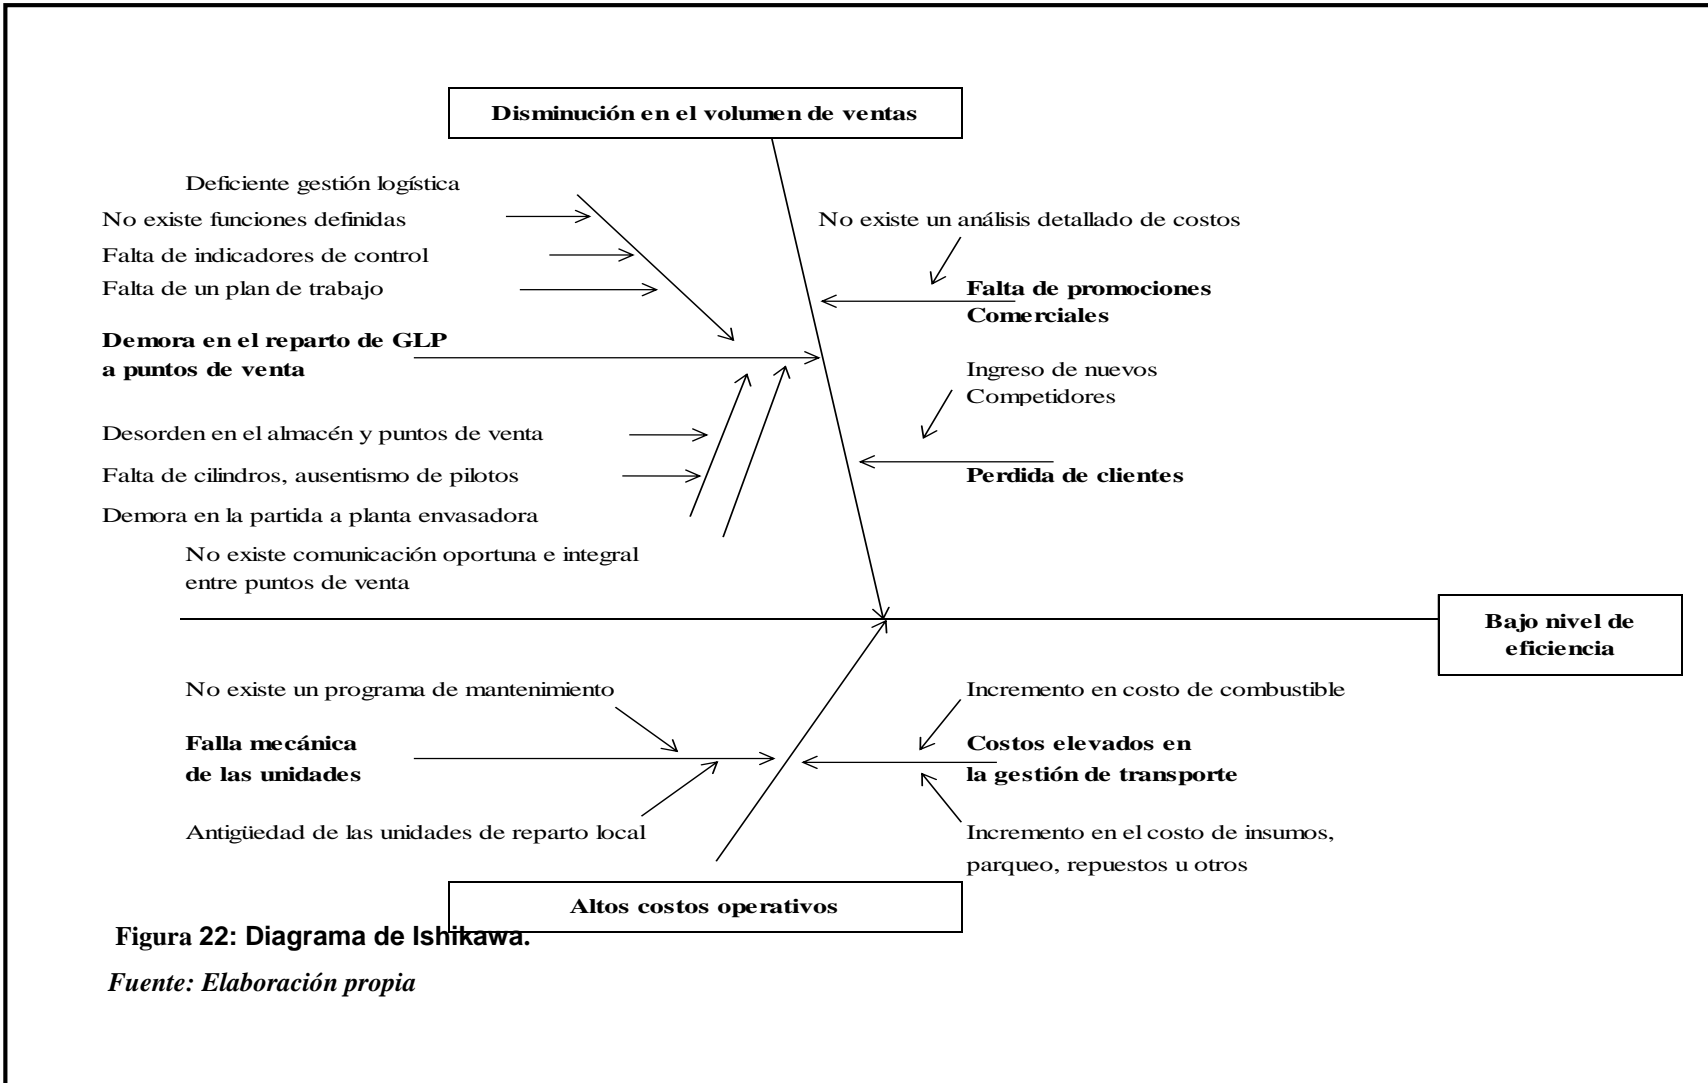 Disminución en el volumen de ventas
Deficiente gestión logística
No existe funciones definidas
Falta de indicadores de control
Falta de un plan de trabajo
Demora en el reparto de GLP
a puntos de venta
Desorden en el almacén y puntos de venta
Falta de cilindros, ausentismo de pilotos
Demora en la partida a planta envasadora
No existe comunicación oportuna e integral
entre puntos de venta
No existe un análisis detallado de costos
Falta de promociones
Comerciales
Ingreso de nuevos
Competidores
Perdida de clientes
Bajo nivel de
eficiencia
No existe un programa de mantenimiento
Falla mecánica
de las unidades
Antigüedad de las unidades de reparto local
Incremento en costo de combustible
Costos elevados en
la gestión de transporte
Incremento en el costo de insumos,
parqueo, repuestos u otros
Altos costos operativos
Figura 22: Diagrama de Ishikawa.
Fuente: Elaboración propia